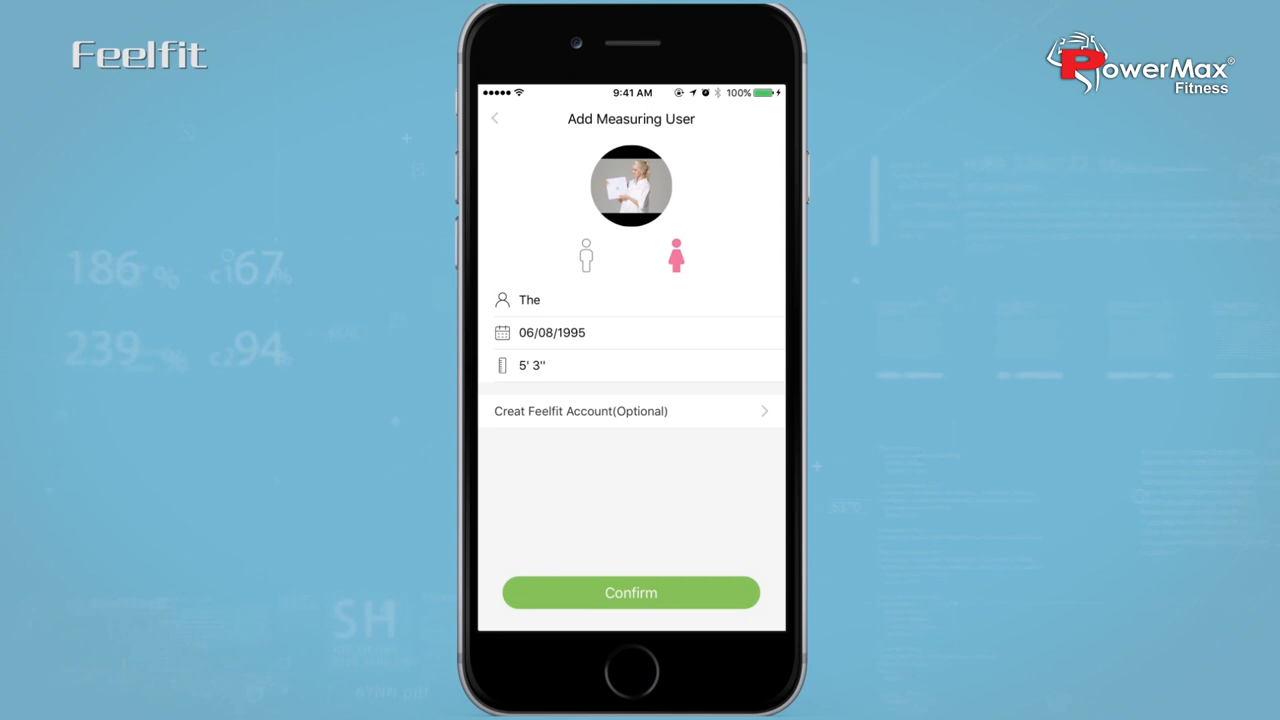 Feelfit
PowerMax®
Fitness
9:41 AM
100%
Add Measuring User
The
06/08/1995
5' 3''
Creat Feelfit Account(Optional)
Confirm
186 %
67%
239 %
94%
SH